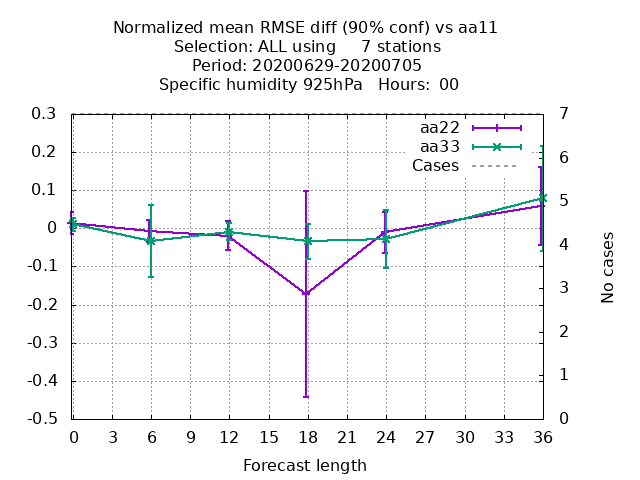 Normalized mean RMSE diff (90% conf) vs aa11
Selection: ALL using 7 stations
Period: 20200629-20200705
Specific humidity 925hPa Hours: 00
0.3
0.2
0.1
0
-0.1
-0.2
-0.3
-0.4
-0.5
7
6
5
4
3
2
1
0
aa22
aa33
Cases
No cases
0 3 6 9 12 15 18 21 24 27 30 33 36
Forecast length